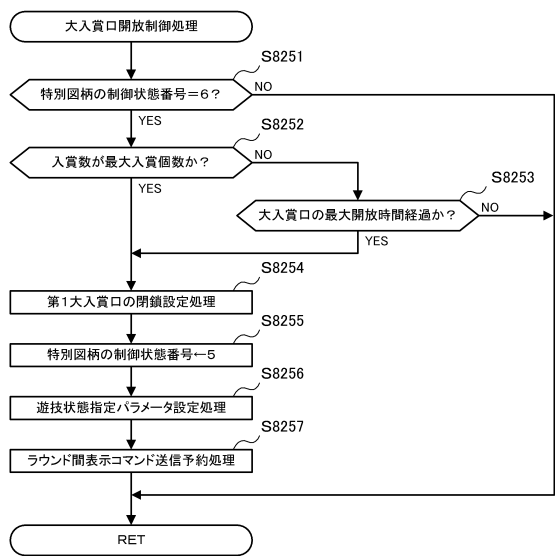 大入賞口開放制御処理
S8251
特別図柄の制御状態番号=6?
NO
YES
S8252
入賞数が最大入賞個数か?
NO
YES
S8253
大入賞口の最大開放時間経過か?
NO
YES
S8254
第1大入賞口の閉鎖設定処理
S8255
特別図柄の制御状態番号←5
S8256
遊技状態指定パラメータ設定処理
S8257
ラウンド間表示コマンド送信予約処理
RET